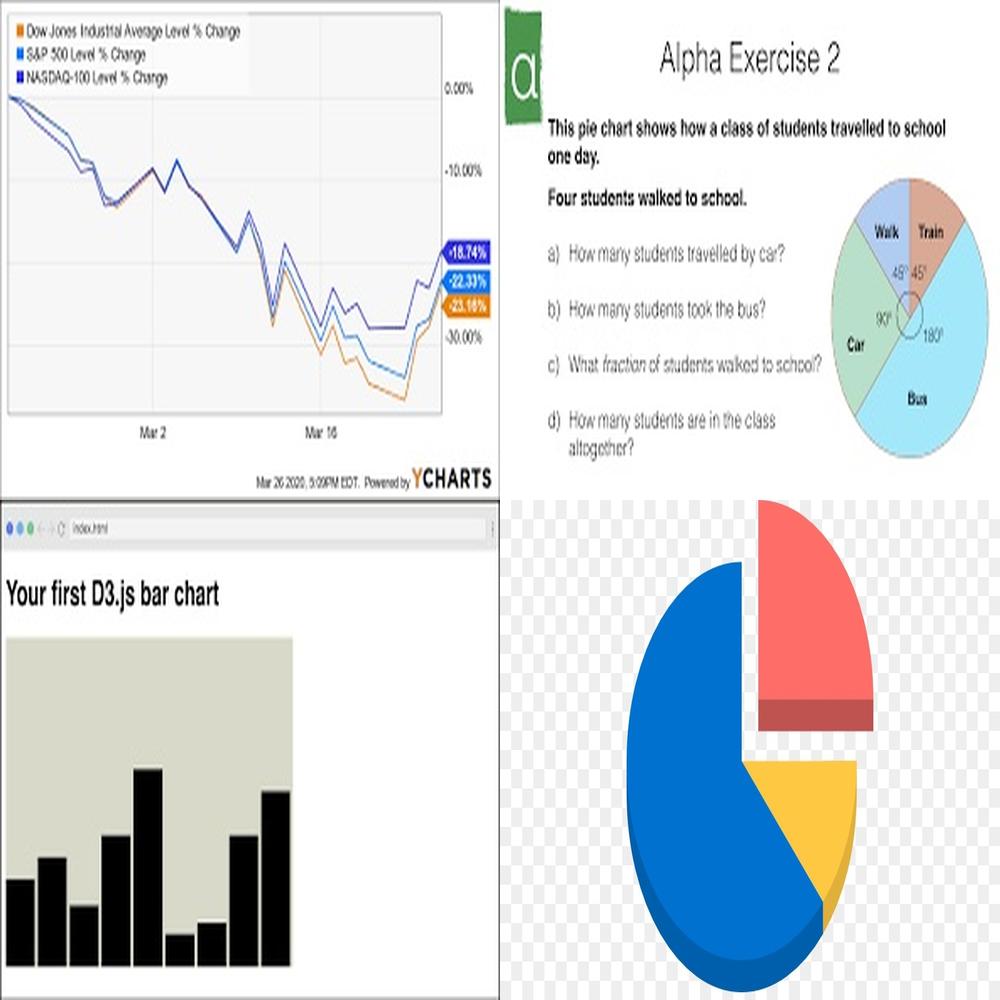 Dow Jones Industrial Average Level % Change
S&P 500 Level % Change
NASDAQ-100 Level % Change
0.00%
-10.00%
-18.74%
-22.33%
-23.16%
-30.00%
Mar 2
Mar 16
Mar 26 2020, 5:09PM EDT. Powered by YCHARTS
a
Alpha Exercise 2
This pie chart shows how a class of students travelled to school
one day.
Four students walked to school.
a) How many students travelled by car?
b) How many students took the bus?
c) What fraction of students walked to school?
d) How many students are in the class
altogether?
Walk
Train
45°
45°
90°
180°
Car
Bus
index.html
Your first D3.js bar chart